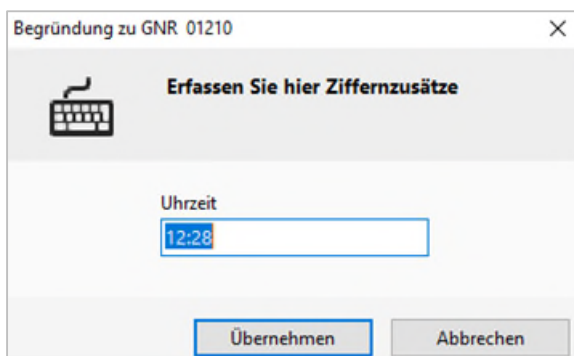 Begründung zu GNR 01210
Erfassen Sie hier Ziffernzusätze
Uhrzeit
12:28
Übernehmen Abbrechen